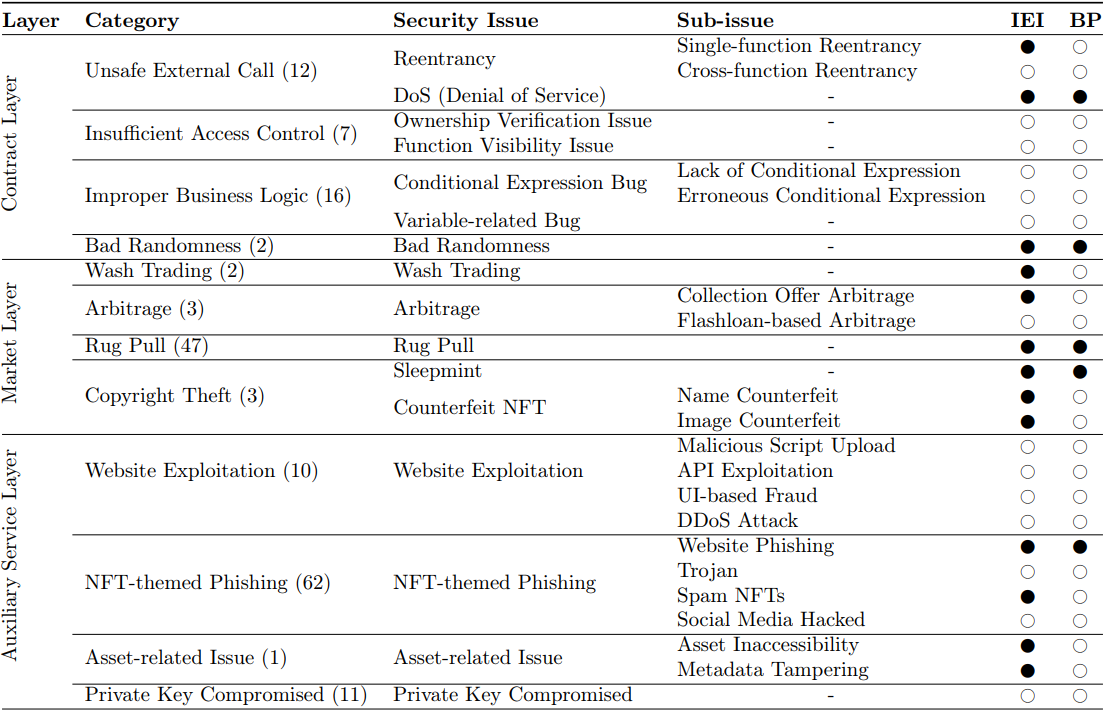 Layer Category Security Issue Sub-issue IEI BP
Contract Layer
Unsafe External Call (12) Reentrancy Single-function Reentrancy ● ○
Cross-function Reentrancy ○ ○
DoS (Denial of Service) - ● ●
Insufficient Access Control (7) Ownership Verification Issue - ○ ○
Function Visibility Issue - ○ ○
Improper Business Logic (16) Conditional Expression Bug Lack of Conditional Expression ○ ○
Erroneous Conditional Expression ○ ○
Variable-related Bug - ○ ○
Bad Randomness (2) Bad Randomness - ● ●
Market Layer
Wash Trading (2) Wash Trading - ● ○
Arbitrage (3) Arbitrage Collection Offer Arbitrage ● ○
Flashloan-based Arbitrage ○ ○
Rug Pull (47) Rug Pull - ● ●
Copyright Theft (3) Sleepmint - ● ●
Counterfeit NFT Name Counterfeit ● ○
Image Counterfeit ● ○
Auxiliary Service Layer
Website Exploitation (10) Website Exploitation Malicious Script Upload ○ ○
API Exploitation ○ ○
UI-based Fraud ○ ○
DDoS Attack ○ ○
NFT-themed Phishing (62) NFT-themed Phishing Website Phishing ● ●
Trojan ○ ○
Spam NFTs ● ○
Social Media Hacked ○ ○
Asset-related Issue (1) Asset-related Issue Asset Inaccessibility ● ○
Metadata Tampering ● ○
Private Key Compromised (11) Private Key Compromised - ○ ○